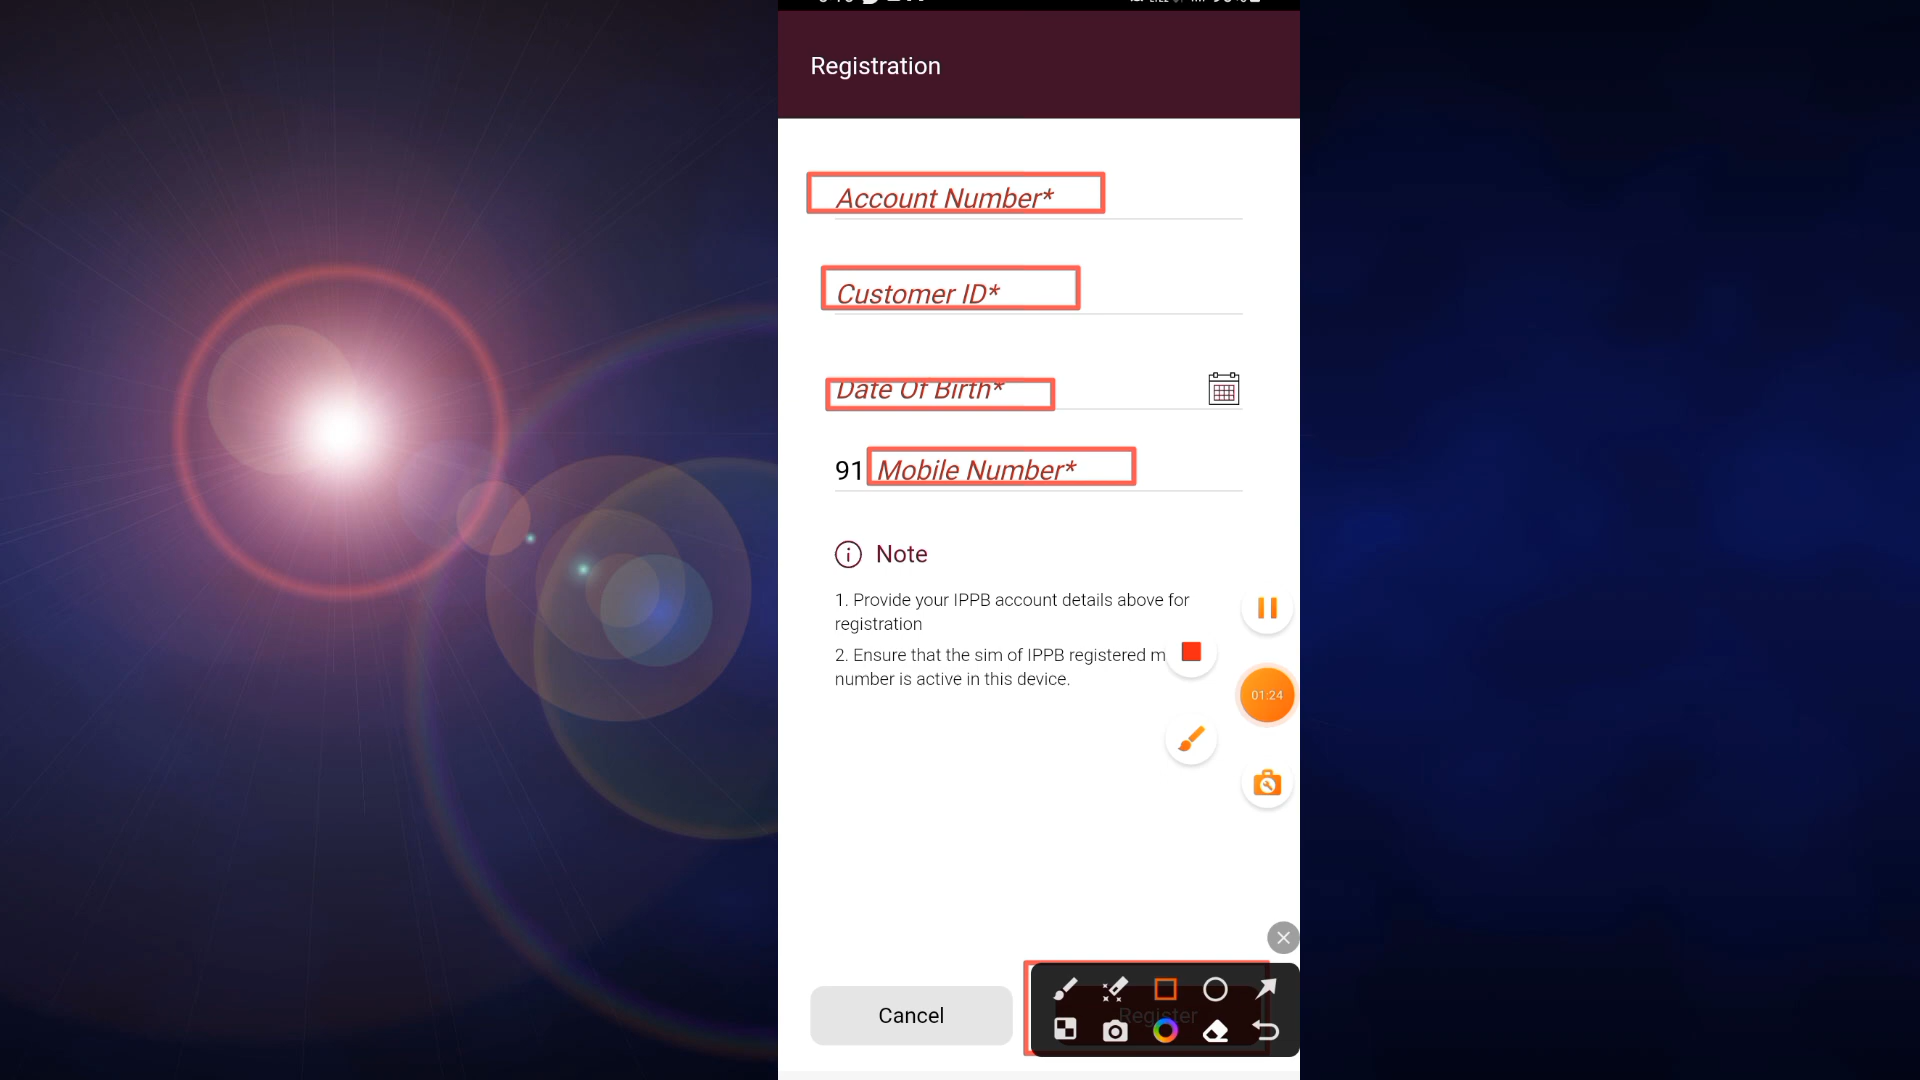 Registration
Account Number*
Customer ID*
Date Of Birth*
91 Mobile Number*
Note
1. Provide your IPPB account details above for
registration
2. Ensure that the sim of IPPB registered m
number is active in this device.
01:24
Cancel
Register